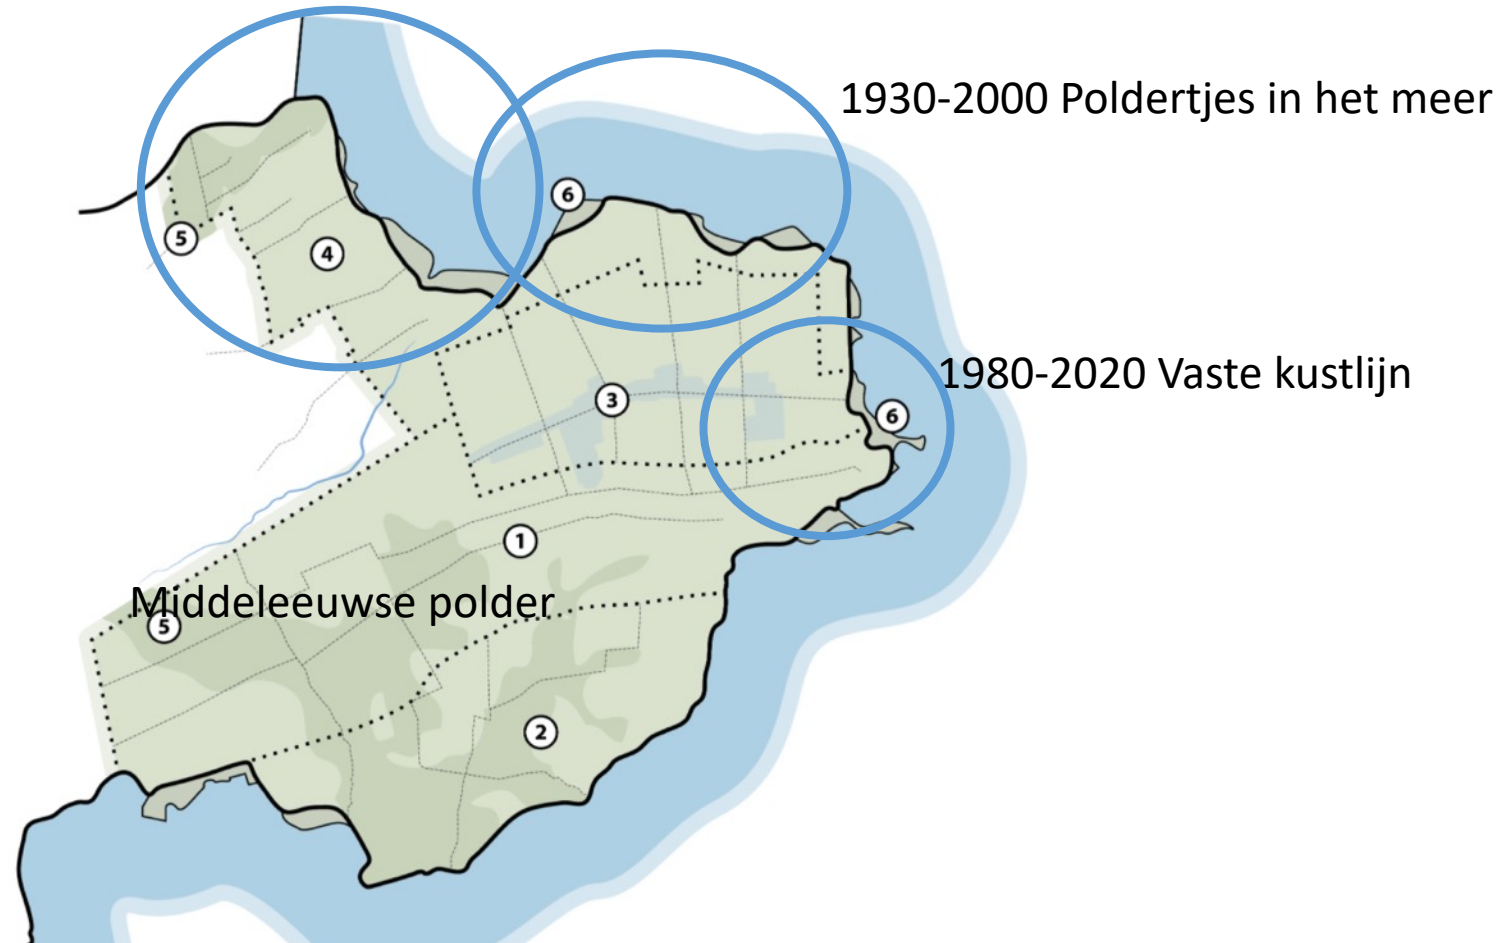 1930-2000 Poldertjes in het meer
6
5
4
1980-2020 Vaste kustlijn
3
6
1
Middeleeuwse polder
5
2